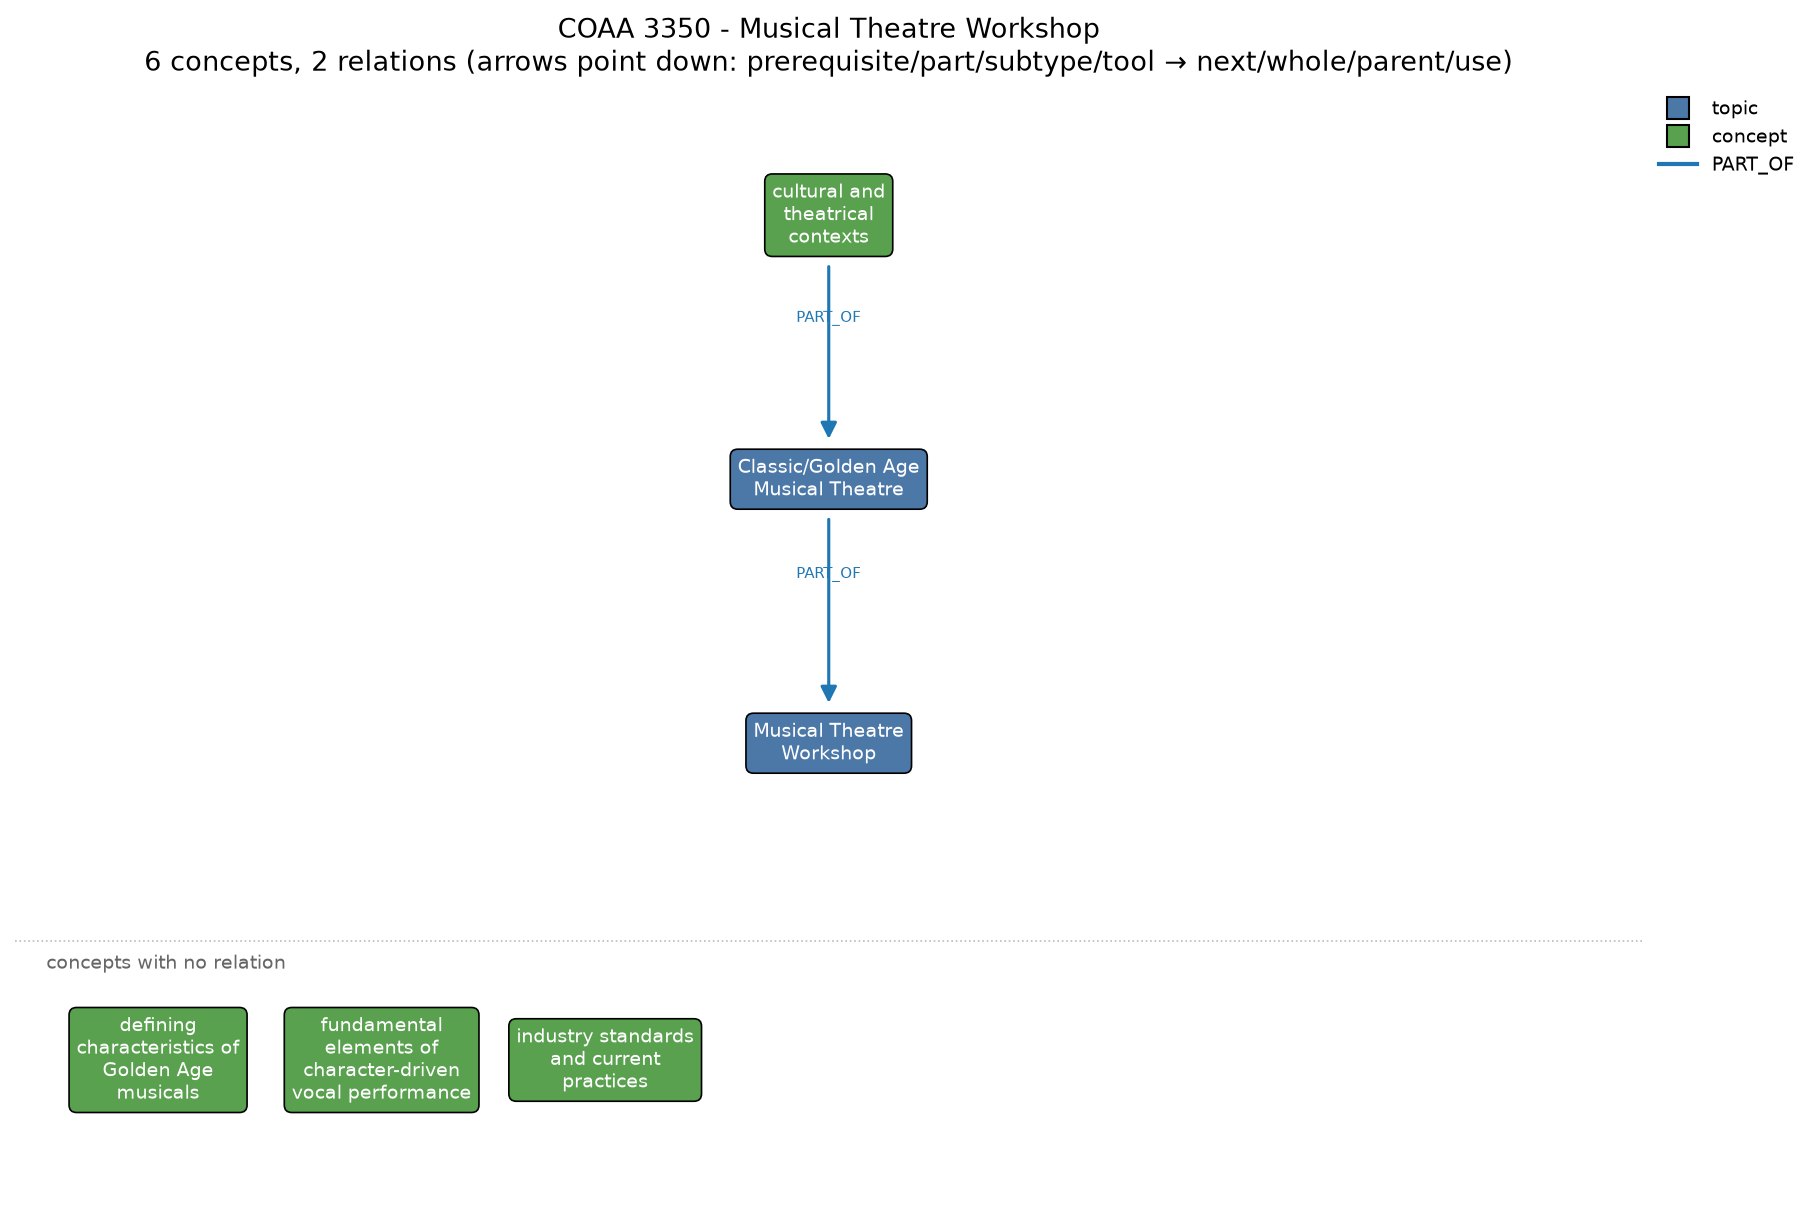 COAA 3350 - Musical Theatre Workshop
6 concepts, 2 relations (arrows point down: prerequisite/part/subtype/tool → next/whole/parent/use)
topic
concept
PART_OF
cultural and
theatrical
contexts
PART_OF
Classic/Golden Age
Musical Theatre
PART_OF
Musical Theatre
Workshop
concepts with no relation
defining
characteristics of
Golden Age
musicals
fundamental
elements of
character-driven
vocal performance
industry standards
and current
practices